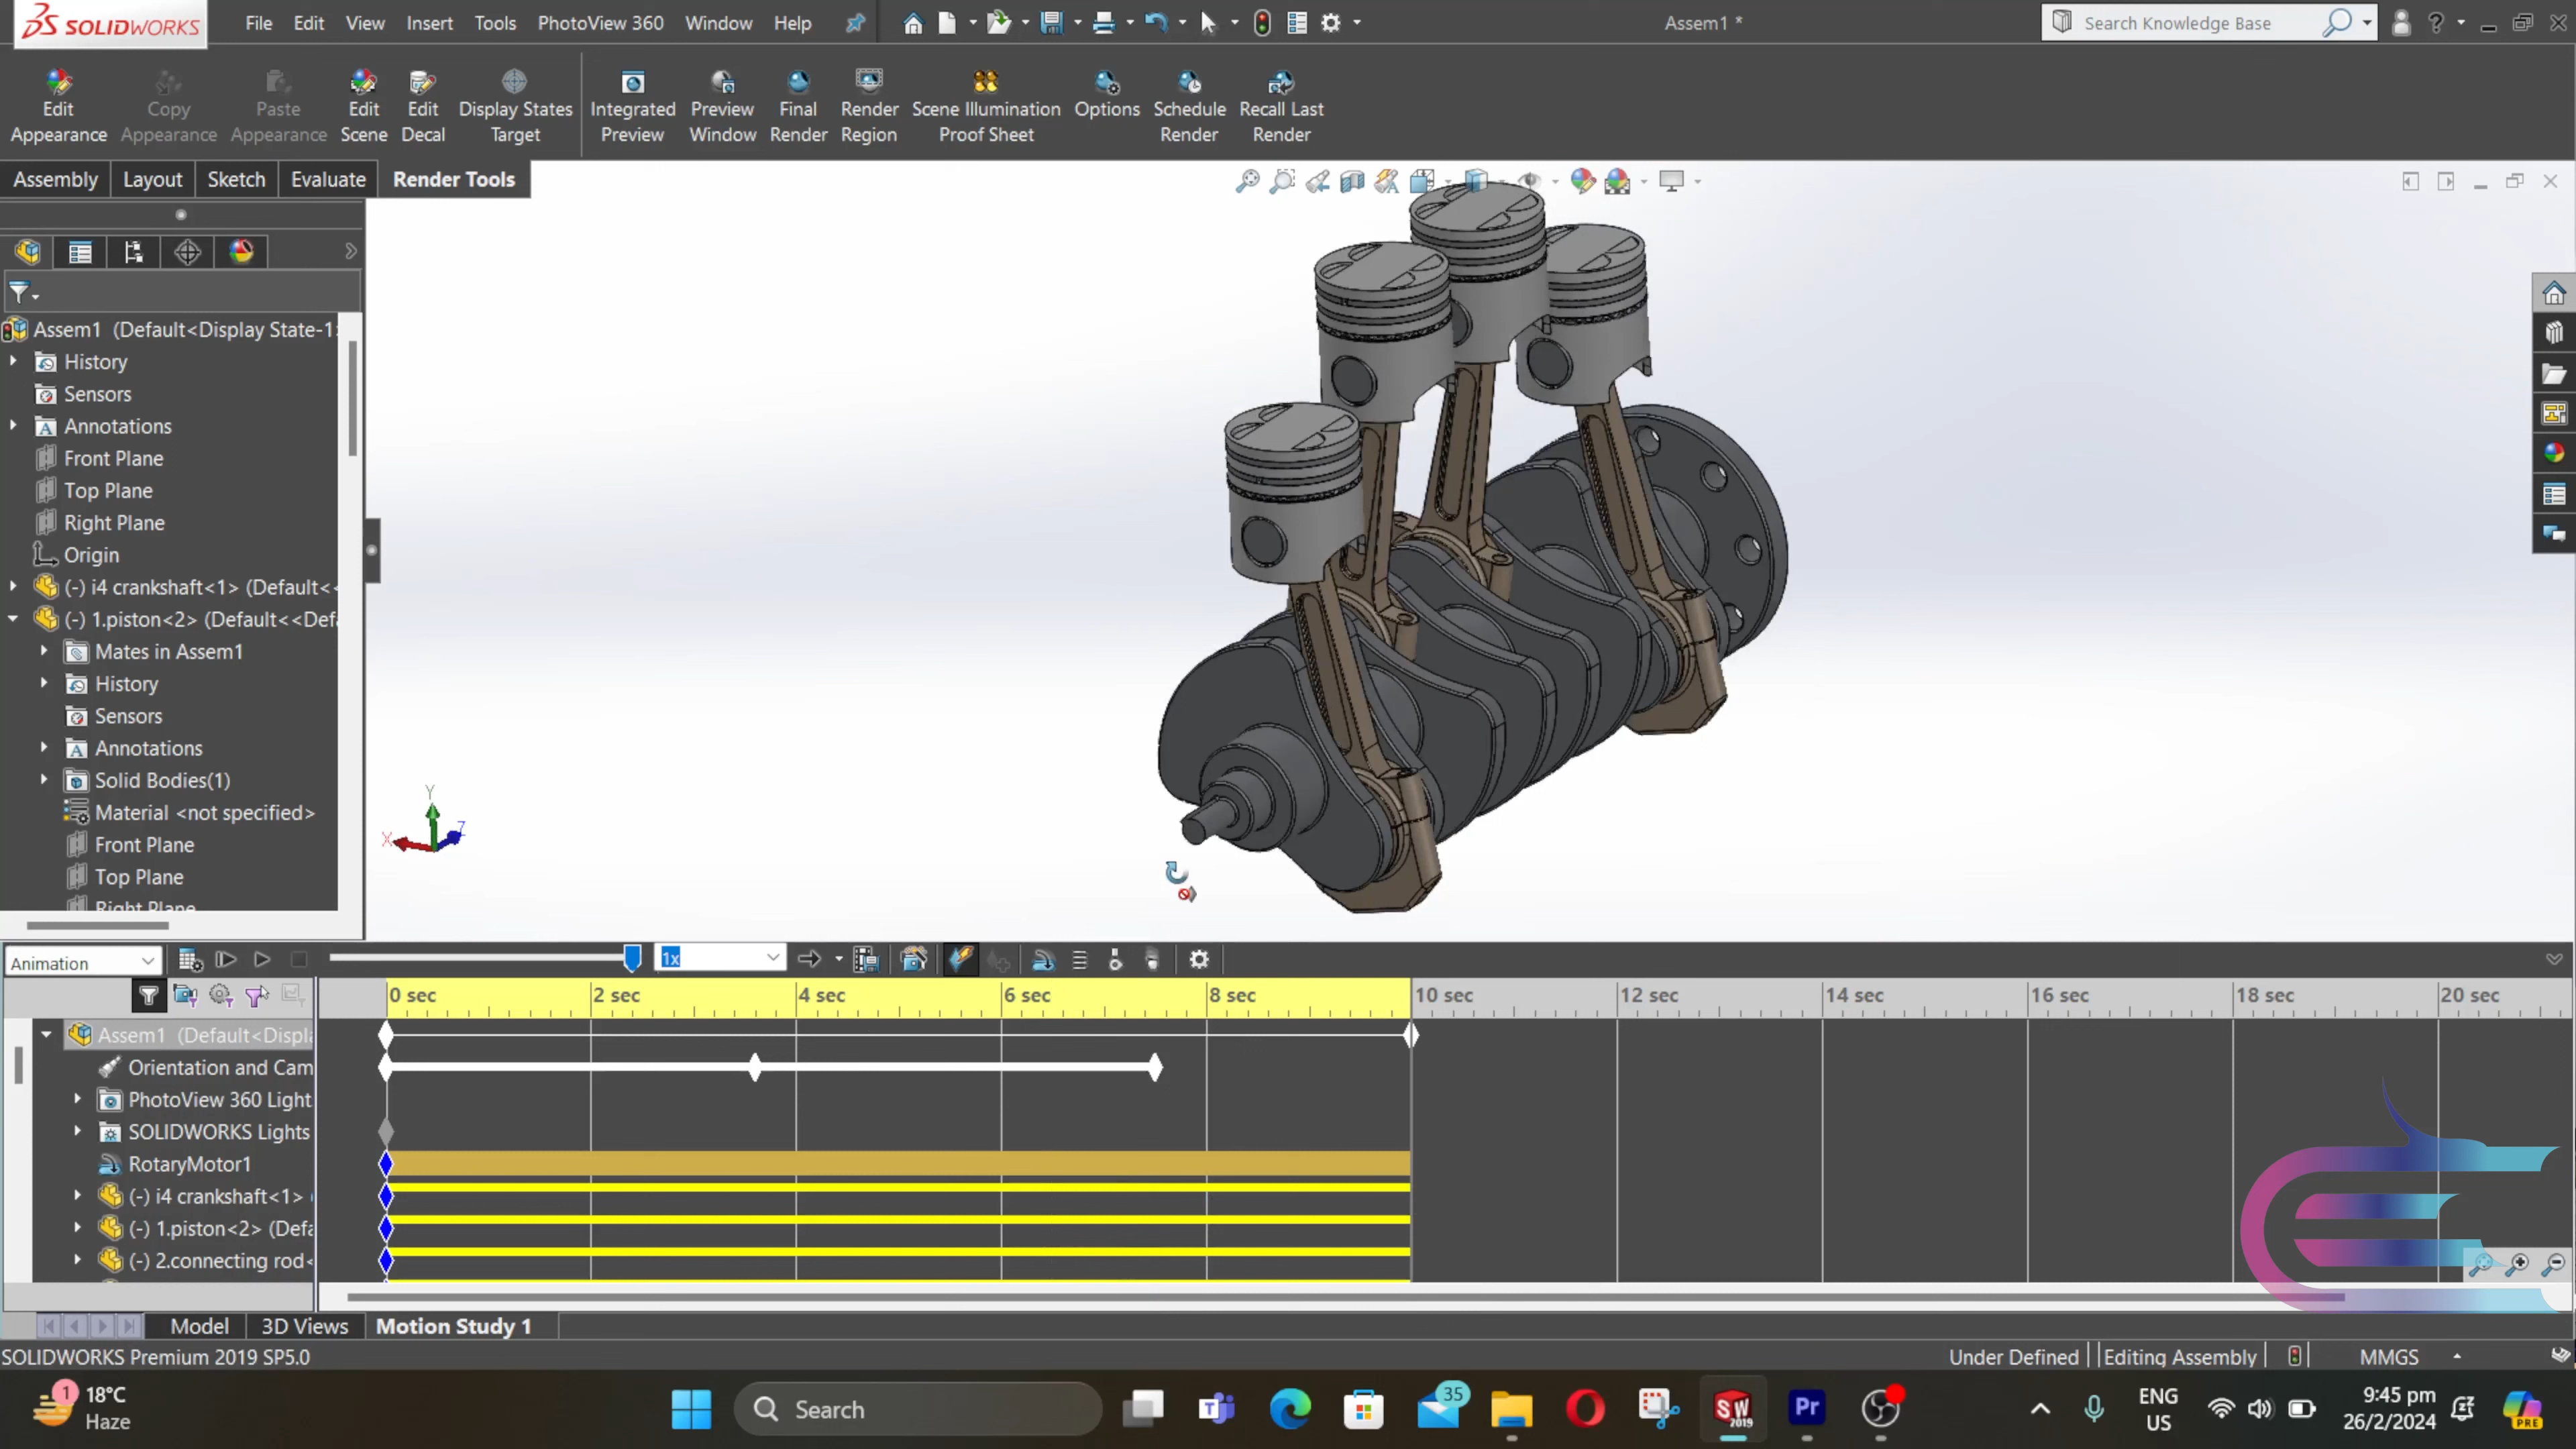 SOLIDWORKS File Edit View Insert Tools PhotoView 360 Window Help Assem1 * Search Knowledge Base
Edit Appearance
Copy Appearance
Paste Appearance
Edit Scene
Edit Decal
Display States Target
Integrated Preview
Preview Window
Final Render
Render Region
Scene Illumination Proof Sheet
Options
Schedule Render
Recall Last Render
Assembly Layout Sketch Evaluate Render Tools
Assem1 (Default<Display State-1
History
Sensors
Annotations
Front Plane
Top Plane
Right Plane
Origin
(-) i4 crankshaft<1> (Default<<
(-) 1.piston<2> (Default<<Def
Mates in Assem1
History
Sensors
Annotations
Solid Bodies(1)
Material <not specified>
Front Plane
Top Plane
Right Plane
Y
X Z
Animation 1x
0 sec 2 sec 4 sec 6 sec 8 sec 10 sec 12 sec 14 sec 16 sec 18 sec 20 sec
Assem1 (Default<Displ
Orientation and Cam
PhotoView 360 Light
SOLIDWORKS Lights
RotaryMotor1
(-) i4 crankshaft<1>
(-) 1.piston<2> (Defa
(-) 2.connecting rod<
Model 3D Views Motion Study 1
SOLIDWORKS Premium 2019 SP5.0 Under Defined Editing Assembly MMGS
1 18°C
Haze
Search
35
SW 2019
Pr
ENG
US
9:45 pm
26/2/2024
PRE